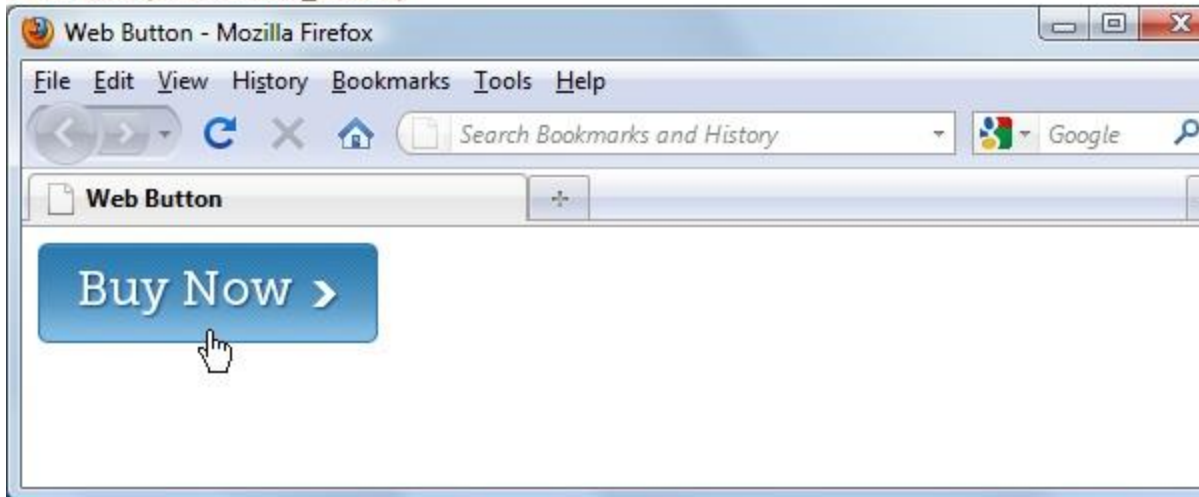 Web Button - Mozilla Firefox
File Edit View History Bookmarks Tools Help
Search Bookmarks and History Google
Web Button
Buy Now